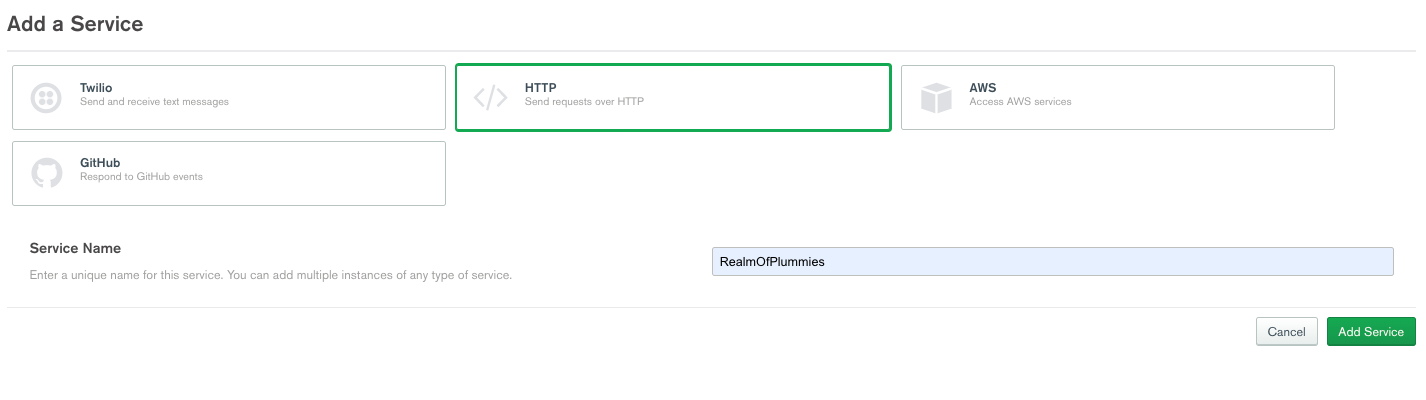 Add a Service
Twilio
Send and receive text messages
HTTP
Send requests over HTTP
AWS
Access AWS services
GitHub
Respond to GitHub events
Service Name
Enter a unique name for this service. You can add multiple instances of any type of service.
RealmOfPlummies
Cancel
Add Service